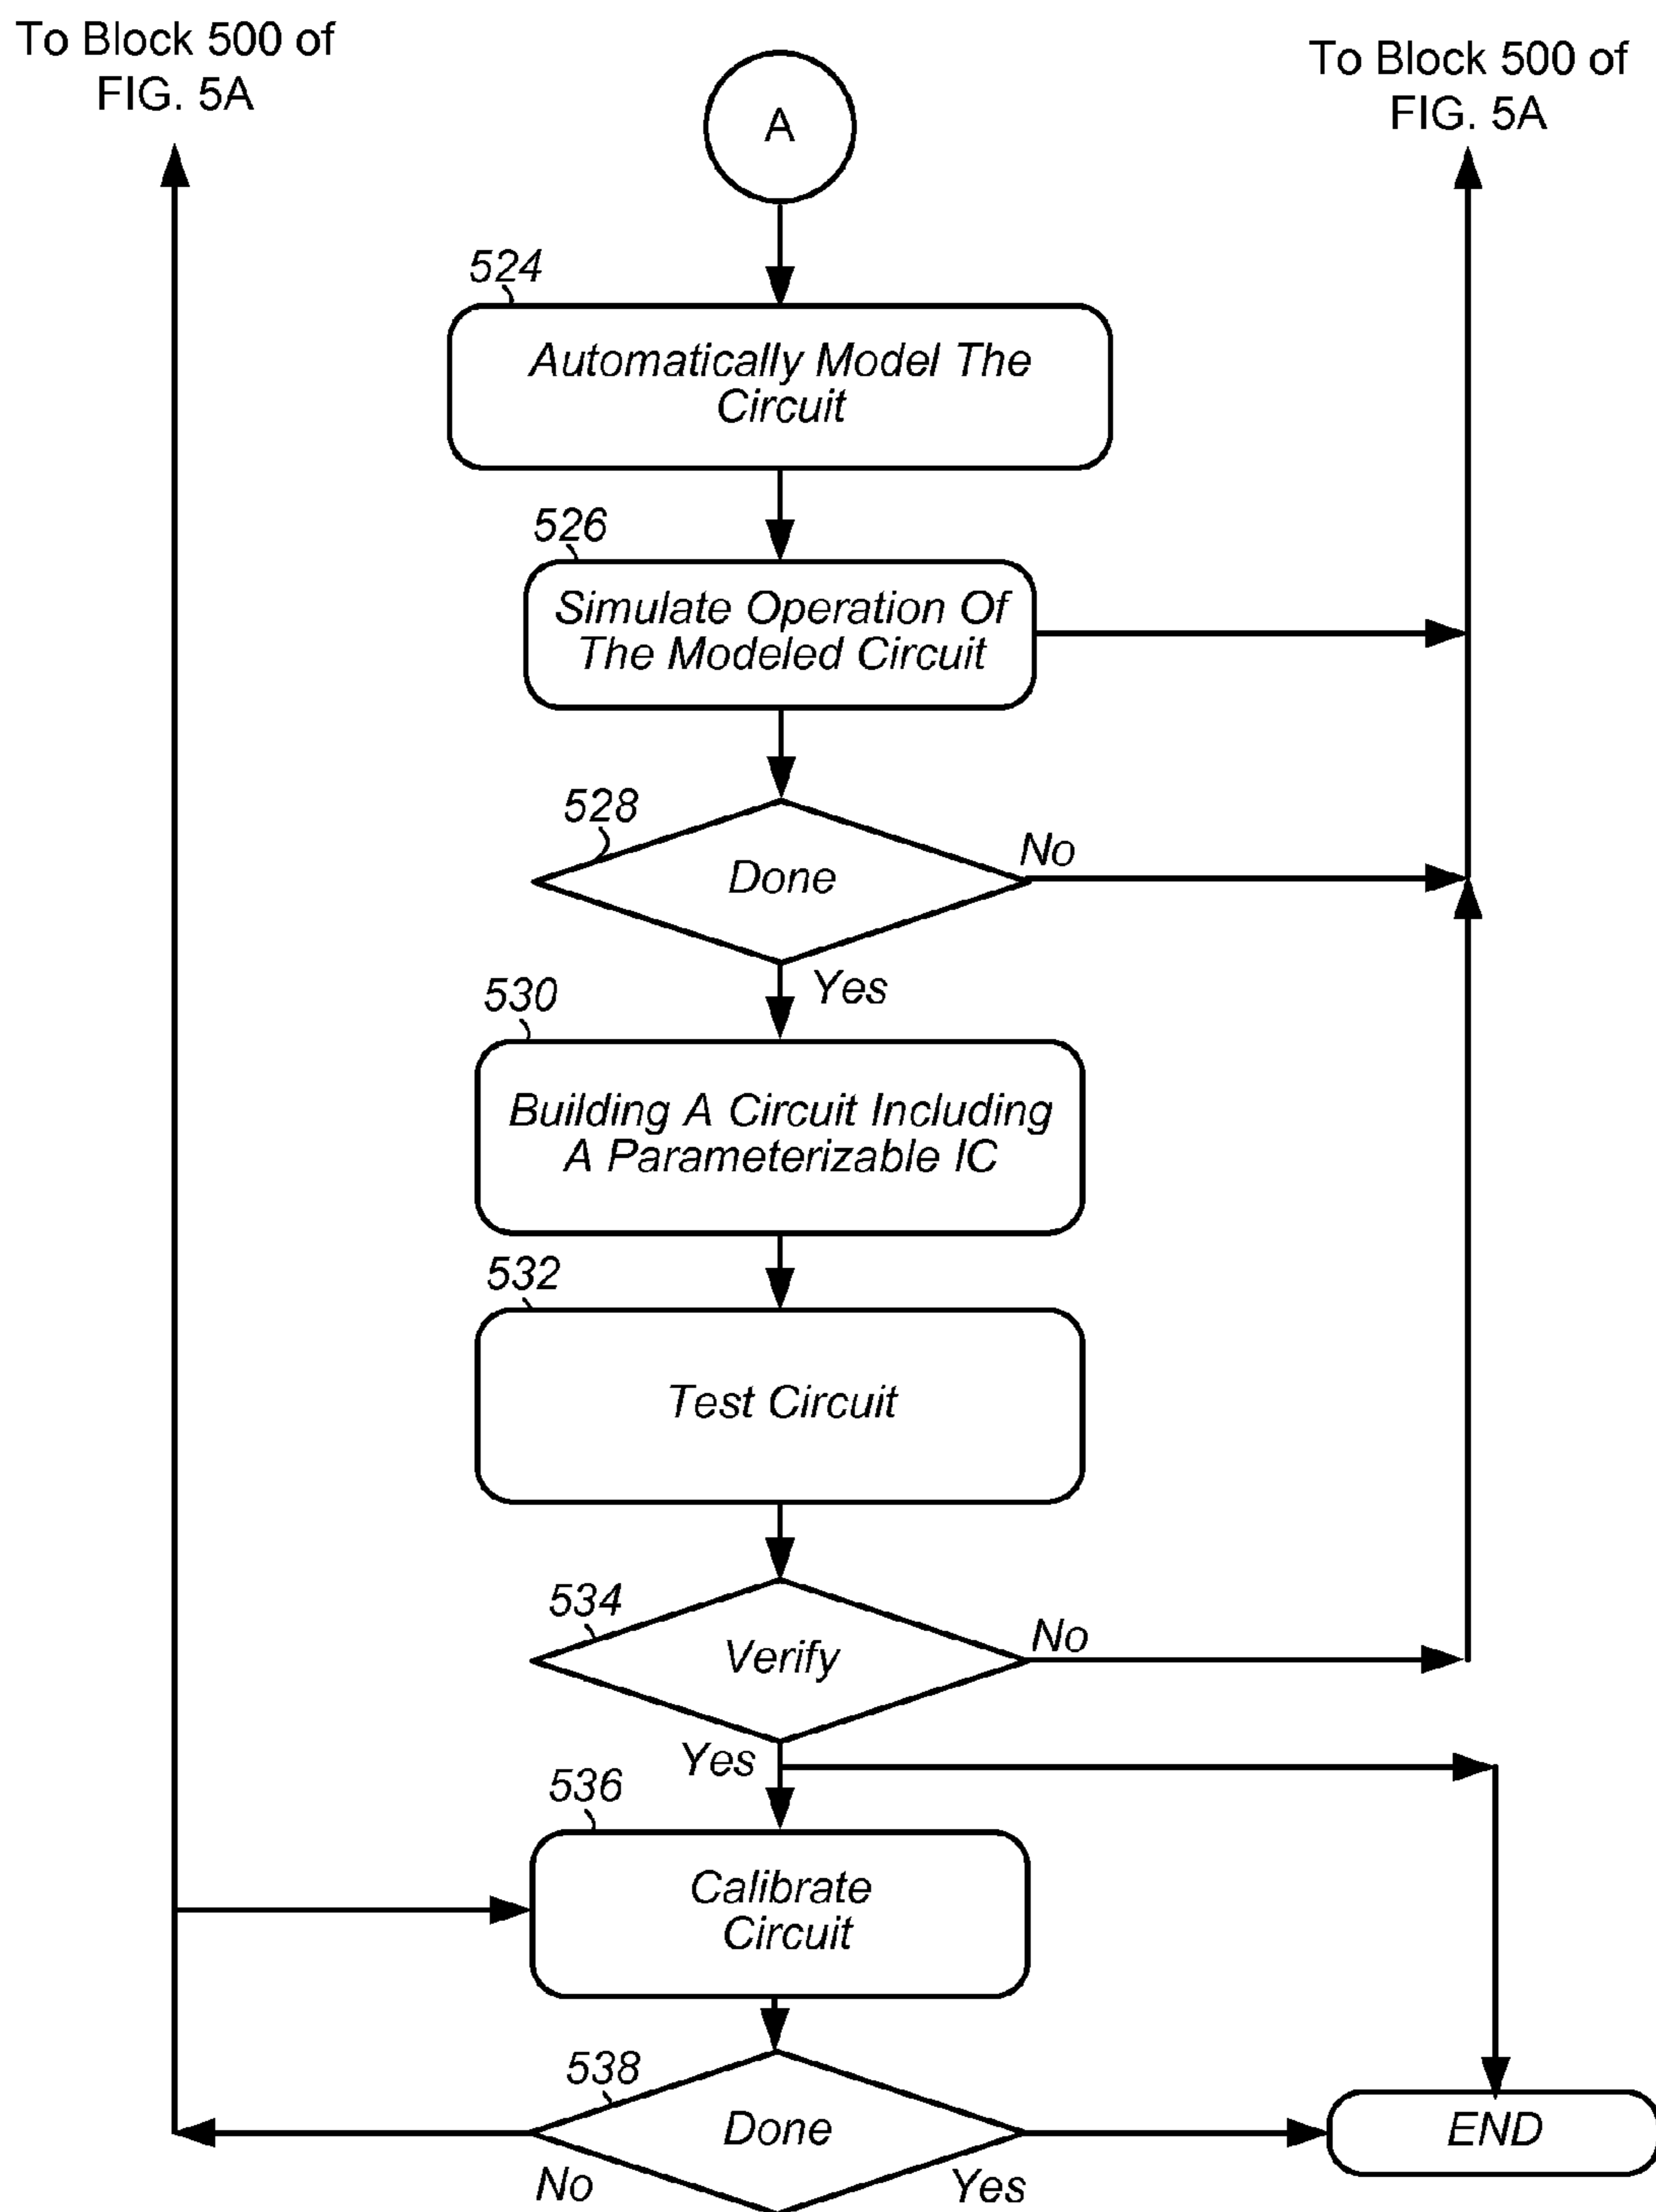 To Block 500 of
FIG. 5A
To Block 500 of
FIG. 5A
A
524
Automatically Model The
Circuit
526
Simulate Operation Of
The Modeled Circuit
528
Done
No
Yes
530
Building A Circuit Including
A Parameterizable IC
532
Test Circuit
534
Verify
No
Yes
536
Calibrate
Circuit
538
Done
No
Yes
END